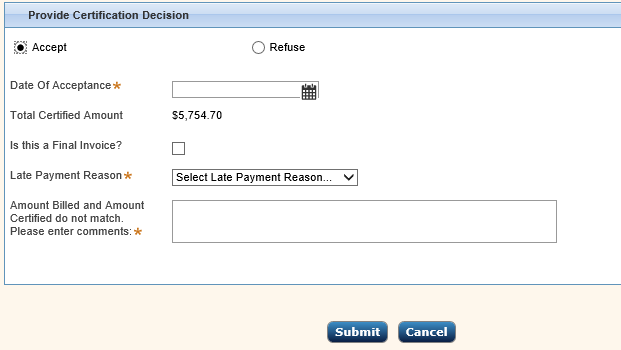 Provide Certification Decision
Accept
Refuse
Date Of Acceptance*
Total Certified Amount
$5,754.70
Is this a Final Invoice?
Late Payment Reason*
Select Late Payment Reason...
Amount Billed and Amount
Certified do not match.
Please enter comments:*
Submit
Cancel